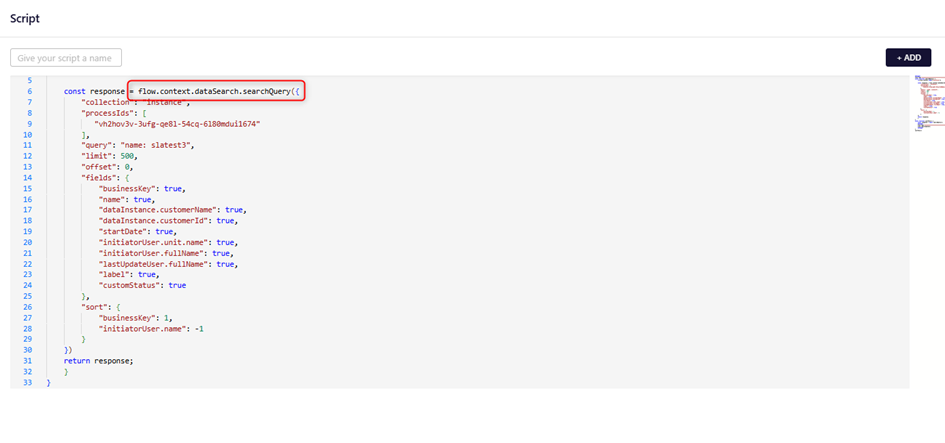 Script
Give your script a name
+ ADD
5
6 const response = flow.context.dataSearch.searchQuery({
7 "collection": "instance",
8 "processIds": [
9 "vh2hov3v-3ufg-qe8l-54cq-6180mdui1674"
10 ],
11 "query": "name: slatest3",
12 "limit": 500,
13 "offset": 0,
14 "fields": {
15 "businessKey": true,
16 "name": true,
17 "dataInstance.customerName": true,
18 "dataInstance.customerId": true,
19 "startDate": true,
20 "initiatorUser.unit.name": true,
21 "initiatorUser.fullName": true,
22 "lastUpdateUser.fullName": true,
23 "label": true,
24 "customStatus": true
25 },
26 "sort": {
27 "businessKey": 1,
28 "initiatorUser.name": -1
29 }
30 })
31 return response;
32 }
33 }